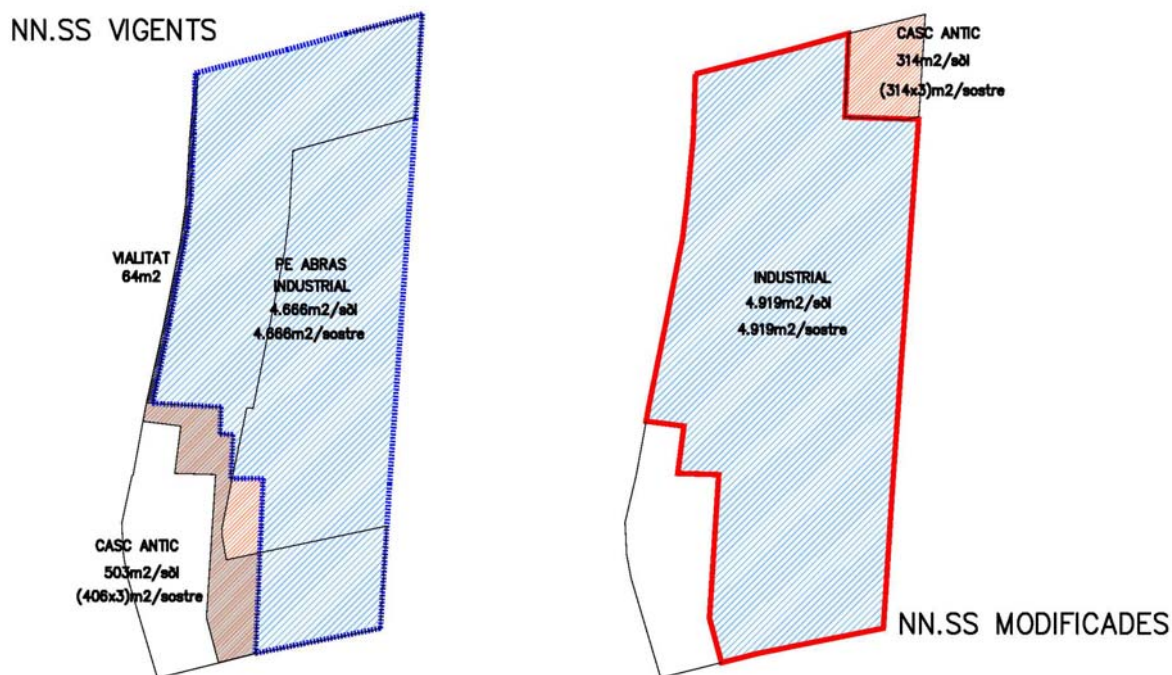 NN.SS VIGENTS
VIALITAT
64m2
PE ABRAS
INDUSTRIAL
4.666m2/sòl
4.666m2/sostre
CASC ANTIC
503m2/sòl
(406x3)m2/sostre
CASC ANTIC
314m2/sòl
(314x3)m2/sostre
INDUSTRIAL
4.919m2/sòl
4.919m2/sostre
NN.SS MODIFICADES